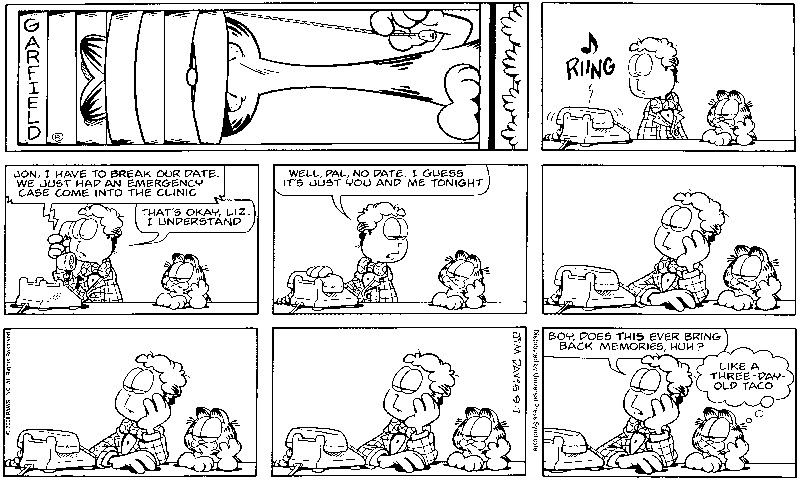 GARFIELD
®
RIING
JON, I HAVE TO BREAK OUR DATE.
WE JUST HAD AN EMERGENCY
CASE COME INTO THE CLINIC
THAT'S OKAY, LIZ.
I UNDERSTAND
WELL, PAL, NO DATE. I GUESS
IT'S JUST YOU AND ME TONIGHT
JIM DAVIS 9-7
BOY, DOES THIS EVER BRING
BACK MEMORIES, HUH?
LIKE A
THREE-DAY-
OLD TACO